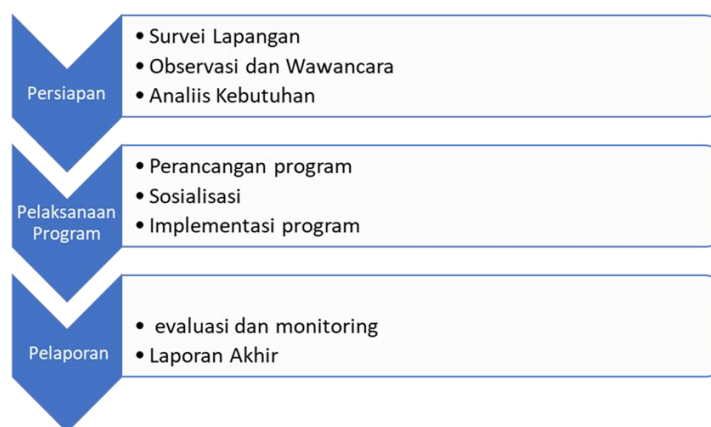 Persiapan
• Survei Lapangan
• Observasi dan Wawancara
• Analiis Kebutuhan
Pelaksanaan
Program
• Perancangan program
• Sosialisasi
• Implementasi program
Pelaporan
• evaluasi dan monitoring
• Laporan Akhir